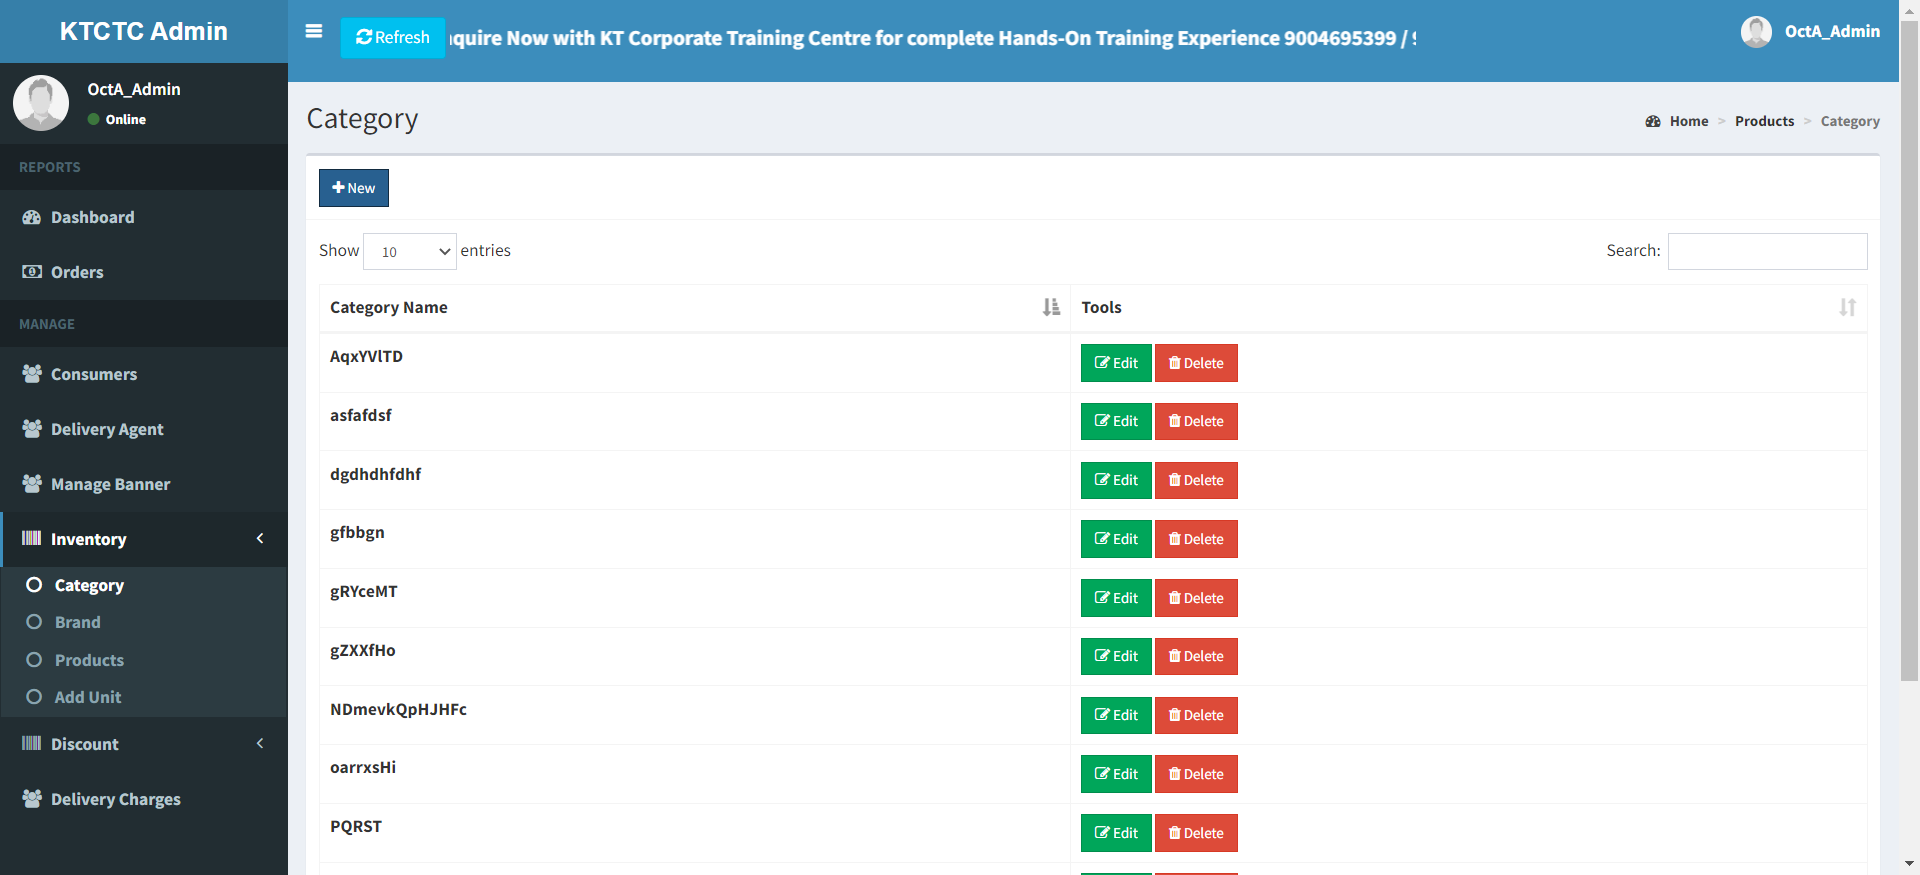 KTCTC Admin
Refresh
quire Now with KT Corporate Training Centre for complete Hands-On Training Experience 9004695399 /
OctA_Admin
OctA_Admin
Online
REPORTS
Dashboard
Orders
MANAGE
Consumers
Delivery Agent
Manage Banner
Inventory
Category
Brand
Products
Add Unit
Discount
Delivery Charges
Category
Home > Products > Category
New
Show 10 entries
Search:
Category Name Tools
AqxYVlTD Edit Delete
asfafdsf Edit Delete
dgdhdhfdhf Edit Delete
gfbbgn Edit Delete
gRYceMT Edit Delete
gZXXfHo Edit Delete
NDmevkQpHJHFc Edit Delete
oarrxsHi Edit Delete
PQRST Edit Delete